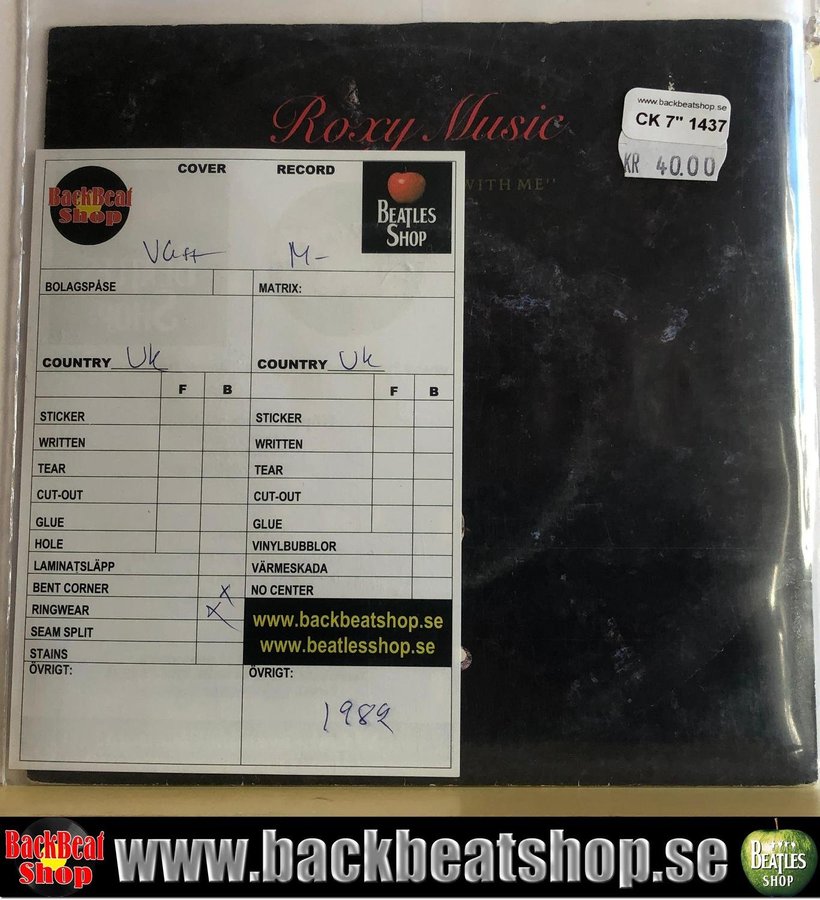 Roxy Music
WITH ME"
www.backbeatshop.se
CK 7" 1437
KR 40.00
BackBeat
Shop
COVER RECORD
BEATLES
SHOP
VG++ M-
BOLAGSPÅSE MATRIX:
COUNTRY UK COUNTRY UK
F B F B
STICKER STICKER
WRITTEN WRITTEN
TEAR TEAR
CUT-OUT CUT-OUT
GLUE GLUE
HOLE VINYLBUBBLOR
LAMINATSLÄPP VÄRMESKADA
BENT CORNER X NO CENTER
RINGWEAR X
www.backbeatshop.se
SEAM SPLIT
www.beatlesshop.se
STAINS
ÖVRIGT: ÖVRIGT:
1982
BackBeat
Shop
www.backbeatshop.se
BEATLES
SHOP